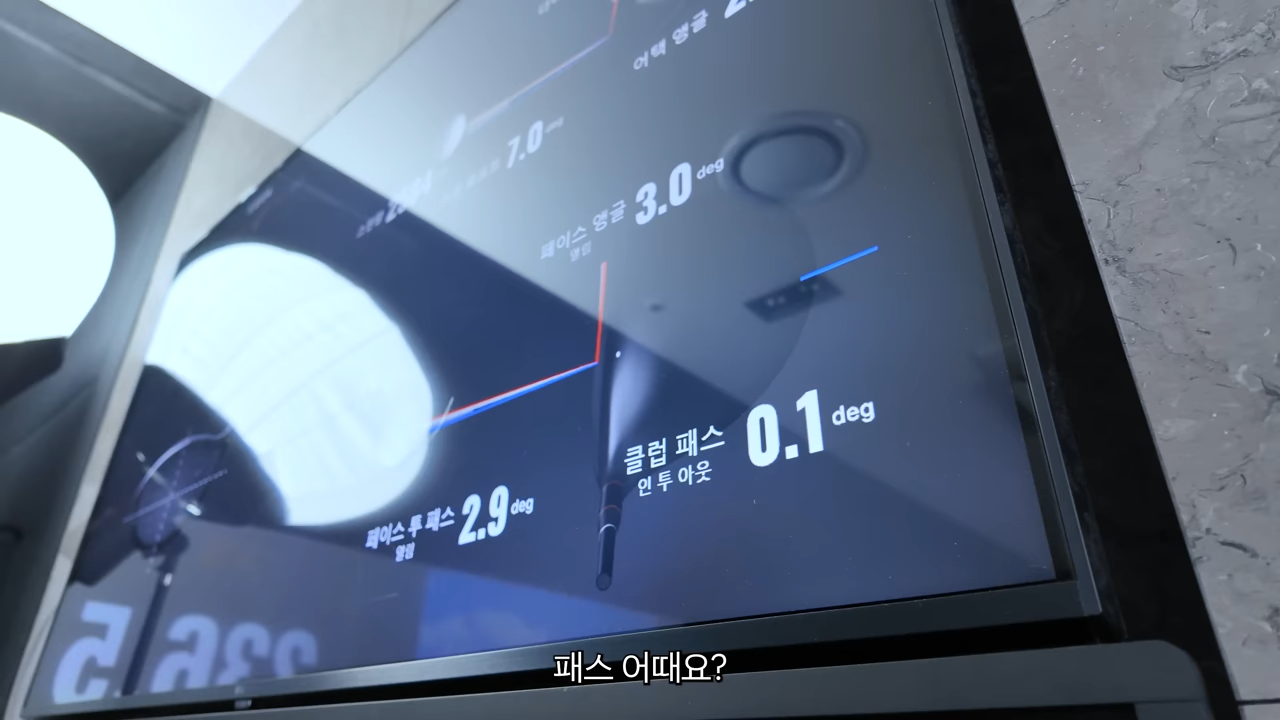 어택 앵글
7.0
페이스 앵글 3.0 deg
열림
클럽 패스 0.1 deg
인 투 아웃
페이스 투 패스 2.9 deg
열림
패스 어때요?